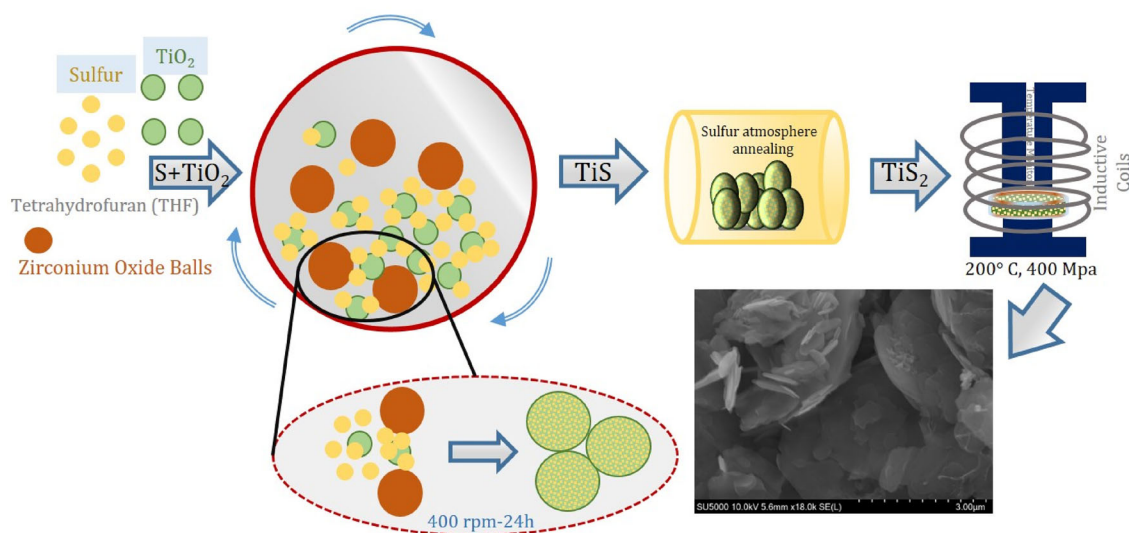 TiO₂
Sulfur
S+TiO₂
Tetrahydrofuran (THF)
Zirconium Oxide Balls
TiS
Sulfur atmosphere
annealing
TiS₂
Inductive
Coils
200° C, 400 Mpa
400 rpm-24h
SU5000 10.0kV 5.6mm x18.0k SE(L)
3.00μm